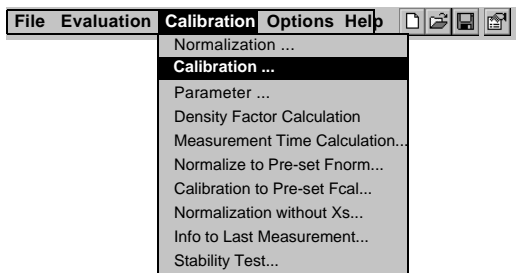 File Evaluation Calibration Options Help
Normalization ...
Calibration ...
Parameter ...
Density Factor Calculation
Measurement Time Calculation...
Normalize to Pre-set Fnorm...
Calibration to Pre-set Fcal...
Normalization without Xs...
Info to Last Measurement...
Stability Test...